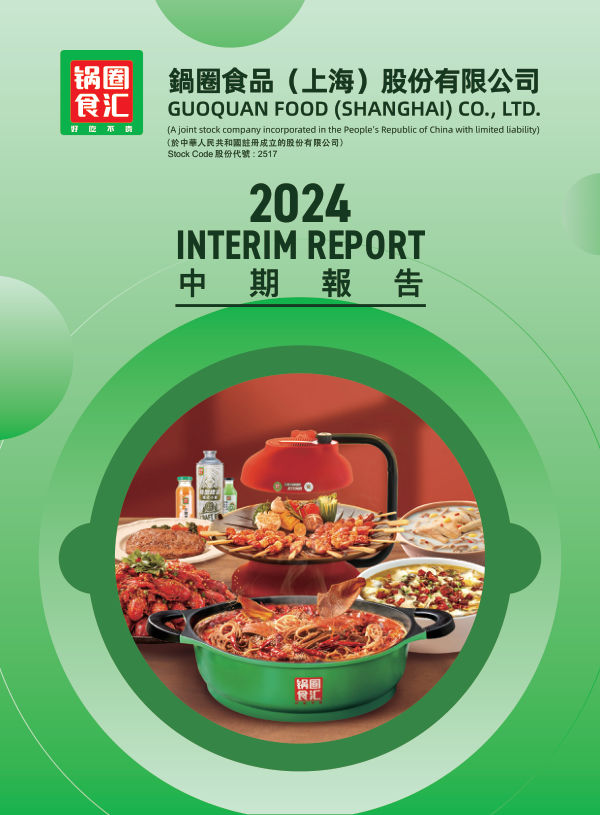 锅圈
食汇
好吃不贵
鍋圈食品（上海）股份有限公司
GUOQUAN FOOD (SHANGHAI) CO., LTD.
(A joint stock company incorporated in the People's Republic of China with limited liability)
（於中華人民共和國註冊成立的股份有限公司）
Stock Code 股份代號 : 2517
2024
INTERIM REPORT
中期報告
锅圈
食汇